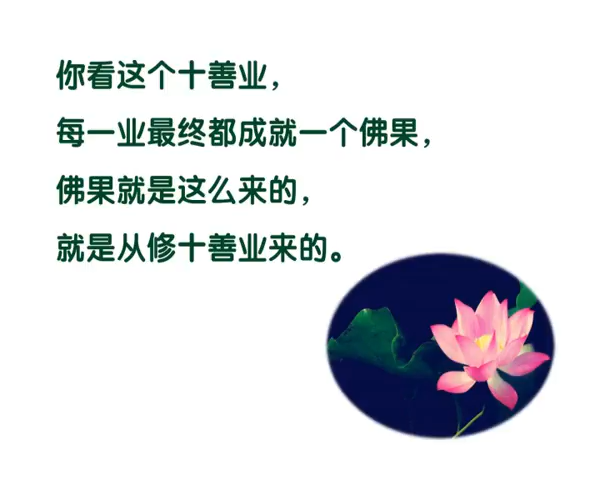 你看这个十善业，
每一业最终都成就一个佛果，
佛果就是这么来的，
就是从修十善业来的。